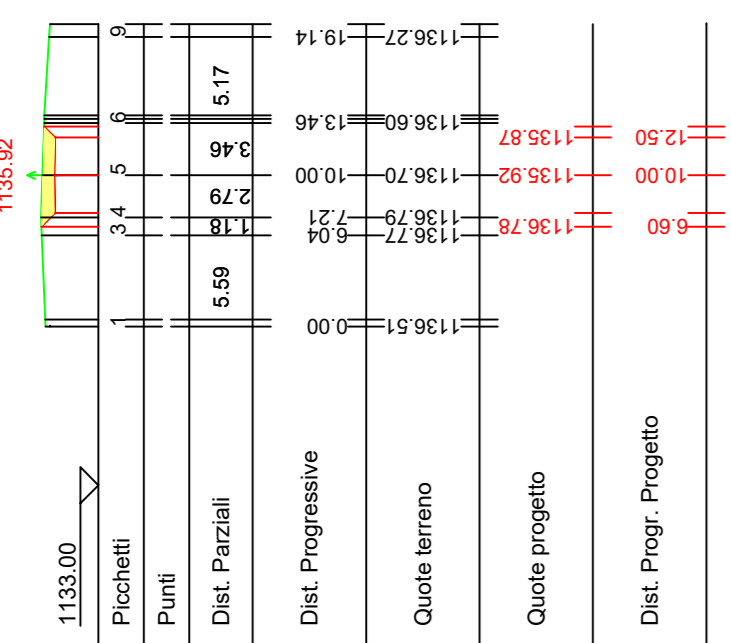 1135.92
1133.00
Picchetti 1 3 4 5 6 9
Punti
Dist. Parziali 5.59 1.18 2.79 3.46 5.17
Dist. Progressive 0.00 6.04 7.21 10.00 13.46 19.14
Quote terreno 1136.51 1136.77 1136.79 1136.70 1136.60 1136.27
Quote progetto 1136.78 1135.92 1135.87
Dist. Progr. Progetto 6.60 10.00 12.50